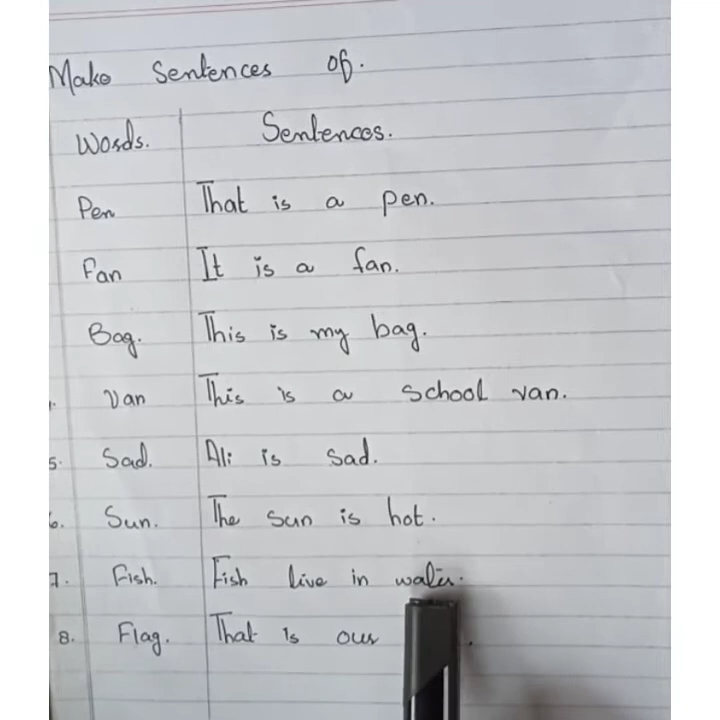 Make Sentences of.
Words. Sentences.
Pen That is a pen.
Fan It is a fan.
Bag. This is my bag.
Van This is a school van.
5. Sad. Ali is sad.
6. Sun. The sun is hot.
7. Fish. Fish live in water.
8. Flag. That is our .